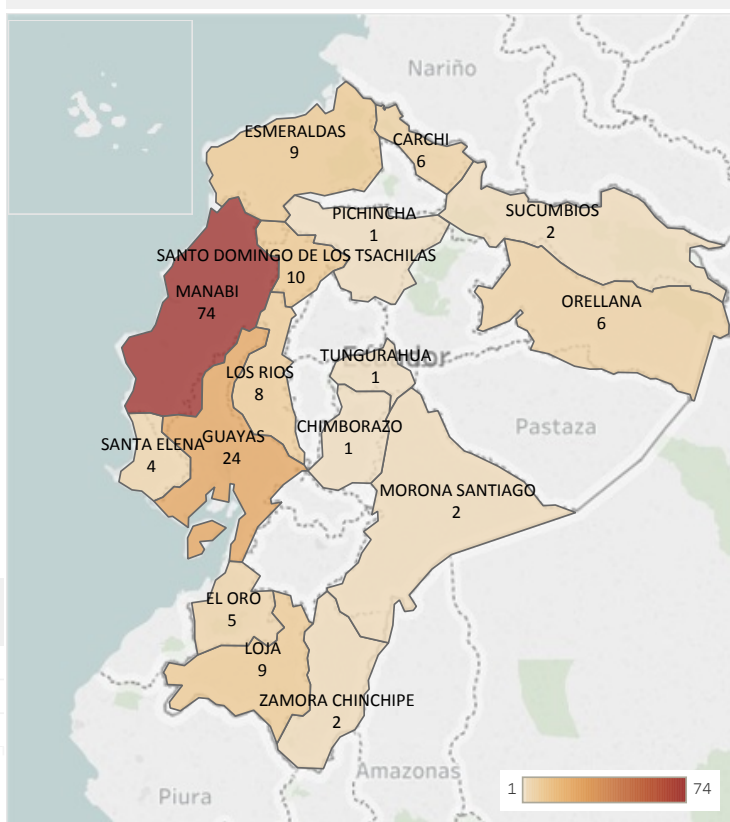 Nariño
ESMERALDAS
9
CARCHI
6
PICHINCHA
1
SUCUMBIOS
2
SANTO DOMINGO DE LOS TSACHILAS
10
MANABI
74
ORELLANA
6
Ecuador
TUNGURAHUA
1
LOS RIOS
8
CHIMBORAZO
1
Pastaza
SANTA ELENA
4
GUAYAS
24
MORONA SANTIAGO
2
EL ORO
5
LOJA
9
ZAMORA CHINCHIPE
2
Amazonas
Piura
1
74